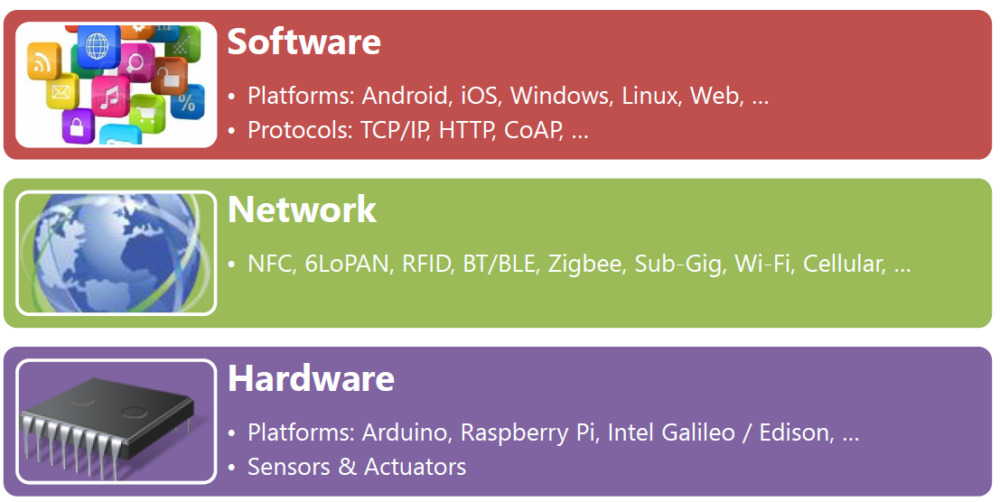 Software
• Platforms: Android, iOS, Windows, Linux, Web, ...
• Protocols: TCP/IP, HTTP, CoAP, ...
%
Network
• NFC, 6LoPAN, RFID, BT/BLE, Zigbee, Sub-Gig, Wi-Fi, Cellular, ...
Hardware
• Platforms: Arduino, Raspberry Pi, Intel Galileo / Edison, ...
• Sensors & Actuators